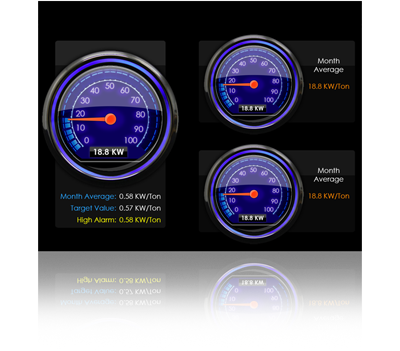 50
40 60
30 70
20 80
10 90
0 100
18.8 KW
Month Average: 0.58 KW/Ton
Target Value: 0.57 KW/Ton
High Alarm: 0.58 KW/Ton
50
40 60
30 70
20 80
10 90
0 100
18.8 KW
Month
Average
18.8 KW/Ton
50
40 60
30 70
20 80
10 90
0 100
18.8 KW
Month
Average
18.8 KW/Ton